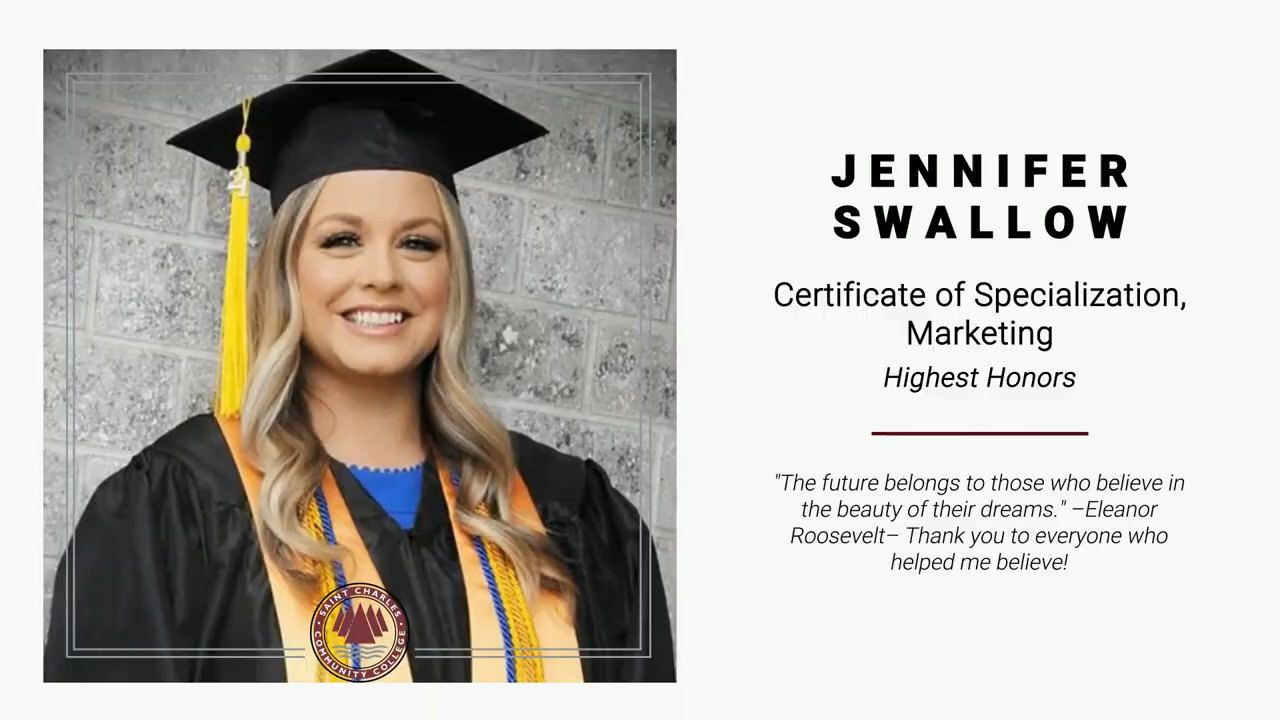 JENNIFER
SWALLOW
Certificate of Specialization,
Marketing
Highest Honors
"The future belongs to those who believe in
the beauty of their dreams." –Eleanor
Roosevelt– Thank you to everyone who
helped me believe!
21
SAINT CHARLES
COMMUNITY COLLEGE